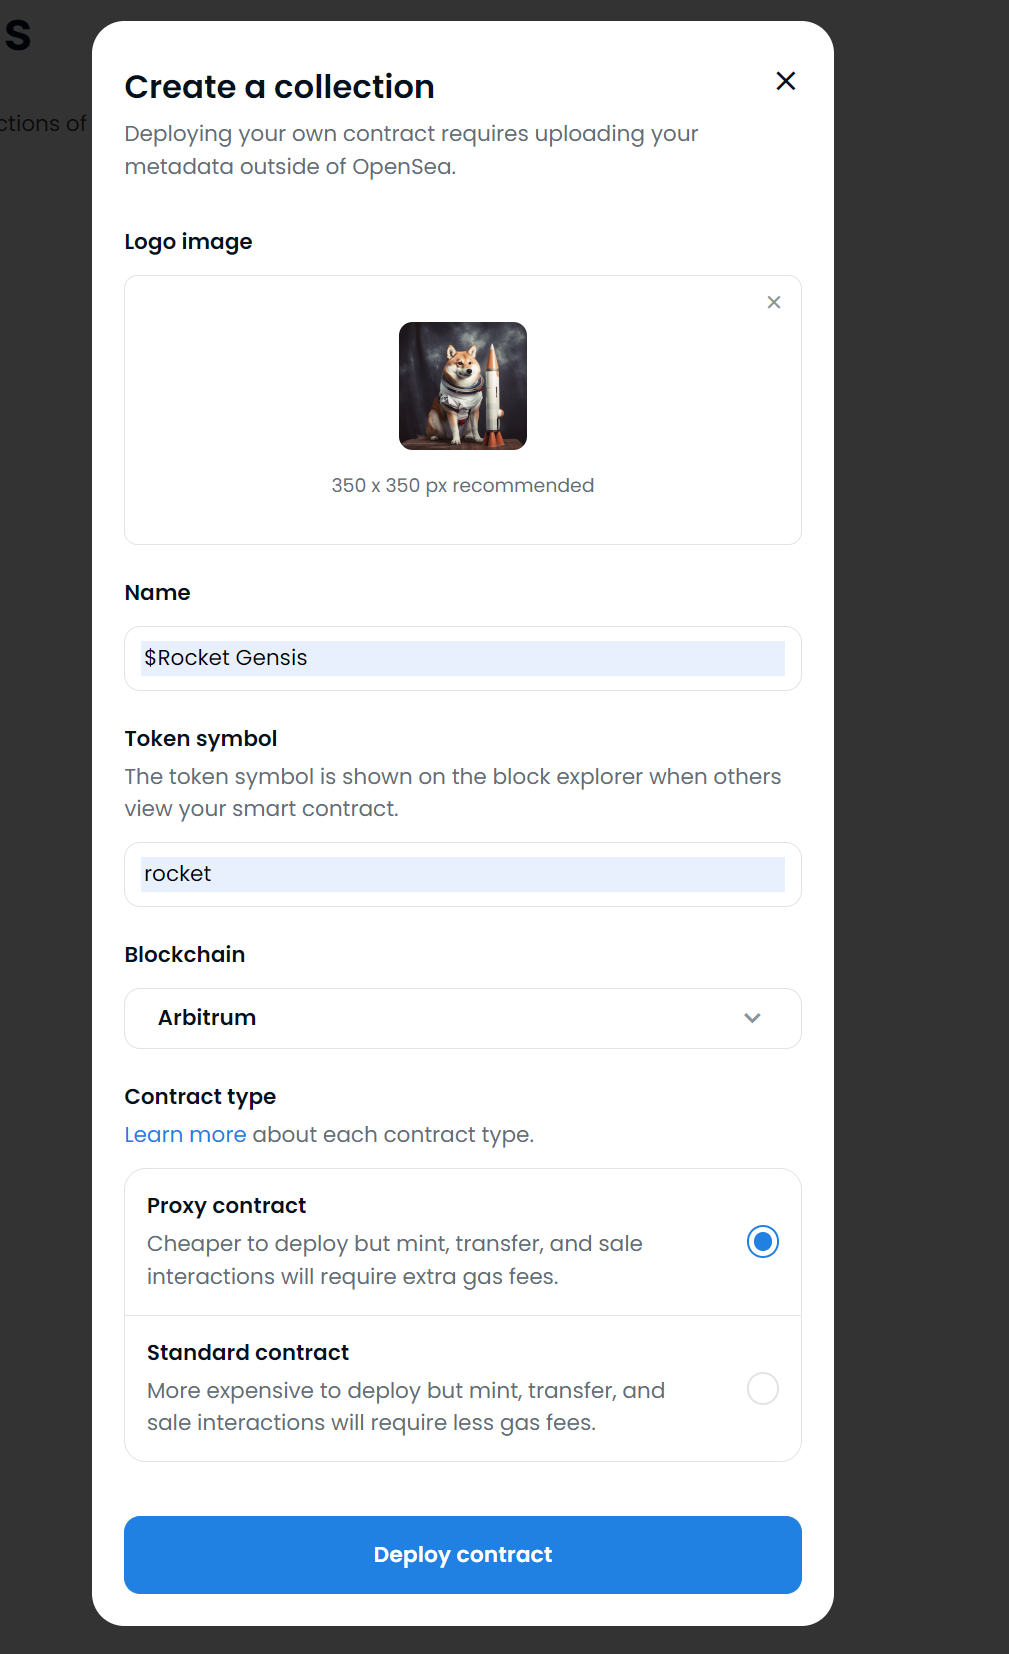 s
ctions of
Create a collection
Deploying your own contract requires uploading your
metadata outside of OpenSea.
Logo image
350 x 350 px recommended
Name
$Rocket Gensis
Token symbol
The token symbol is shown on the block explorer when others
view your smart contract.
rocket
Blockchain
Arbitrum
Contract type
Learn more about each contract type.
Proxy contract
Cheaper to deploy but mint, transfer, and sale
interactions will require extra gas fees.
Standard contract
More expensive to deploy but mint, transfer, and
sale interactions will require less gas fees.
Deploy contract